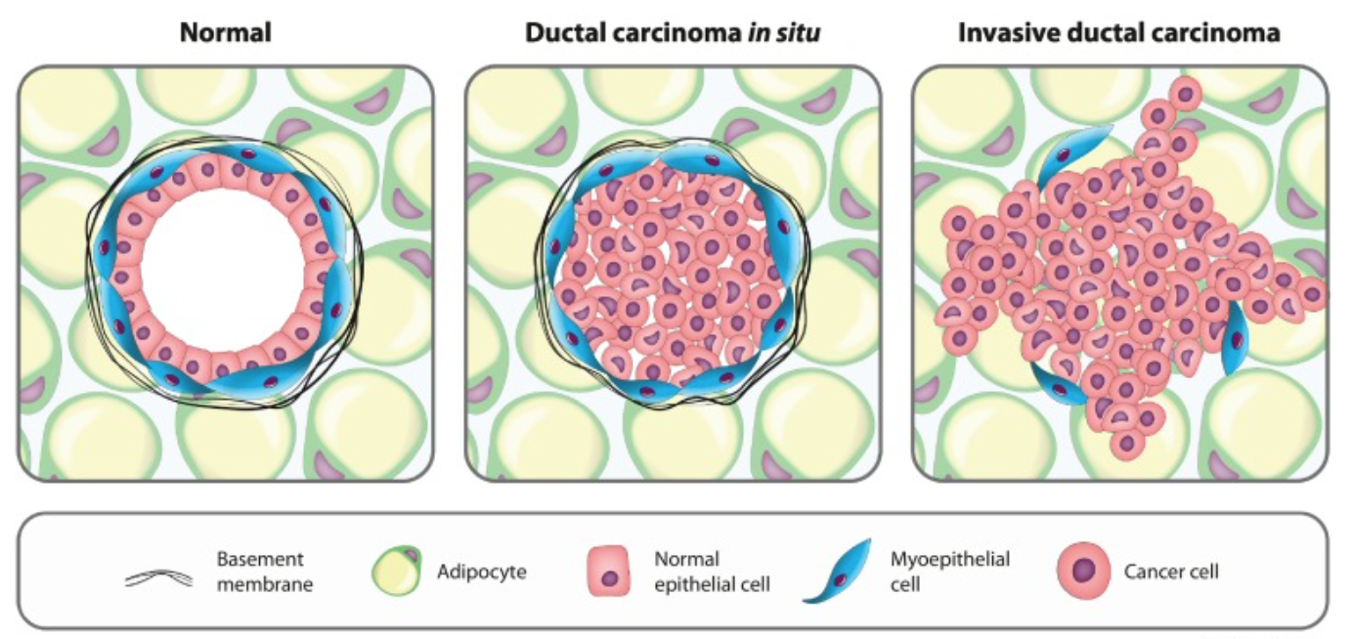 Normal
Ductal carcinoma in situ
Invasive ductal carcinoma
Basement
membrane
Adipocyte
Normal
epithelial cell
Myoepithelial
cell
Cancer cell